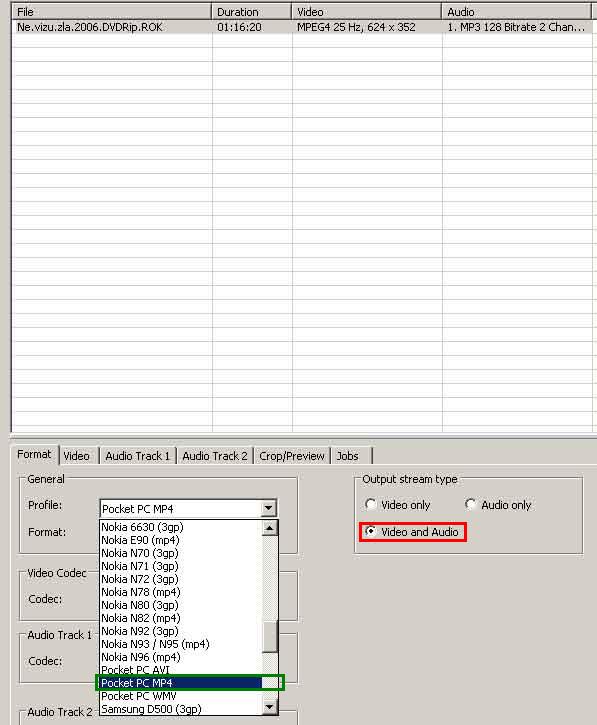 File Duration Video Audio
Ne.vizu.zla.2006.DVDRip.ROK 01:16:20 MPEG4 25 Hz, 624 x 352 1. MP3 128 Bitrate 2 Chan...
Format Video Audio Track 1 Audio Track 2 Crop/Preview Jobs
General
Profile: Pocket PC MP4
Format:
Nokia 6630 (3gp)
Nokia E90 (mp4)
Nokia N70 (3gp)
Nokia N71 (3gp)
Nokia N72 (3gp)
Nokia N78 (mp4)
Nokia N80 (3gp)
Nokia N82 (mp4)
Nokia N92 (3gp)
Nokia N93 / N95 (mp4)
Nokia N96 (mp4)
Pocket PC AVI
Pocket PC MP4
Pocket PC WMV
Samsung D500 (3gp)
Video Codec
Codec:
Audio Track 1
Codec:
Audio Track 2
Output stream type
Video only Audio only
Video and Audio